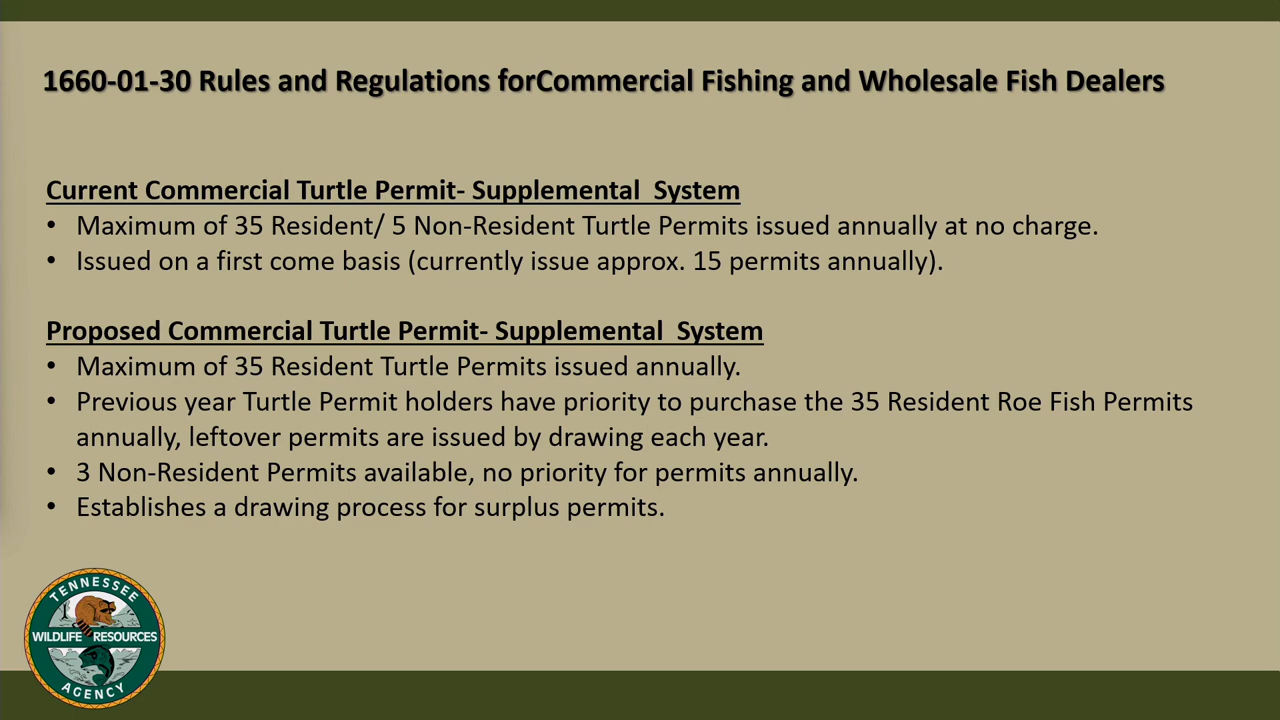 1660-01-30 Rules and Regulations forCommercial Fishing and Wholesale Fish Dealers
Current Commercial Turtle Permit- Supplemental System
• Maximum of 35 Resident/ 5 Non-Resident Turtle Permits issued annually at no charge.
• Issued on a first come basis (currently issue approx. 15 permits annually).
Proposed Commercial Turtle Permit- Supplemental System
• Maximum of 35 Resident Turtle Permits issued annually.
• Previous year Turtle Permit holders have priority to purchase the 35 Resident Roe Fish Permits
annually, leftover permits are issued by drawing each year.
• 3 Non-Resident Permits available, no priority for permits annually.
• Establishes a drawing process for surplus permits.
TENNESSEE
WILDLIFE RESOURCES
AGENCY